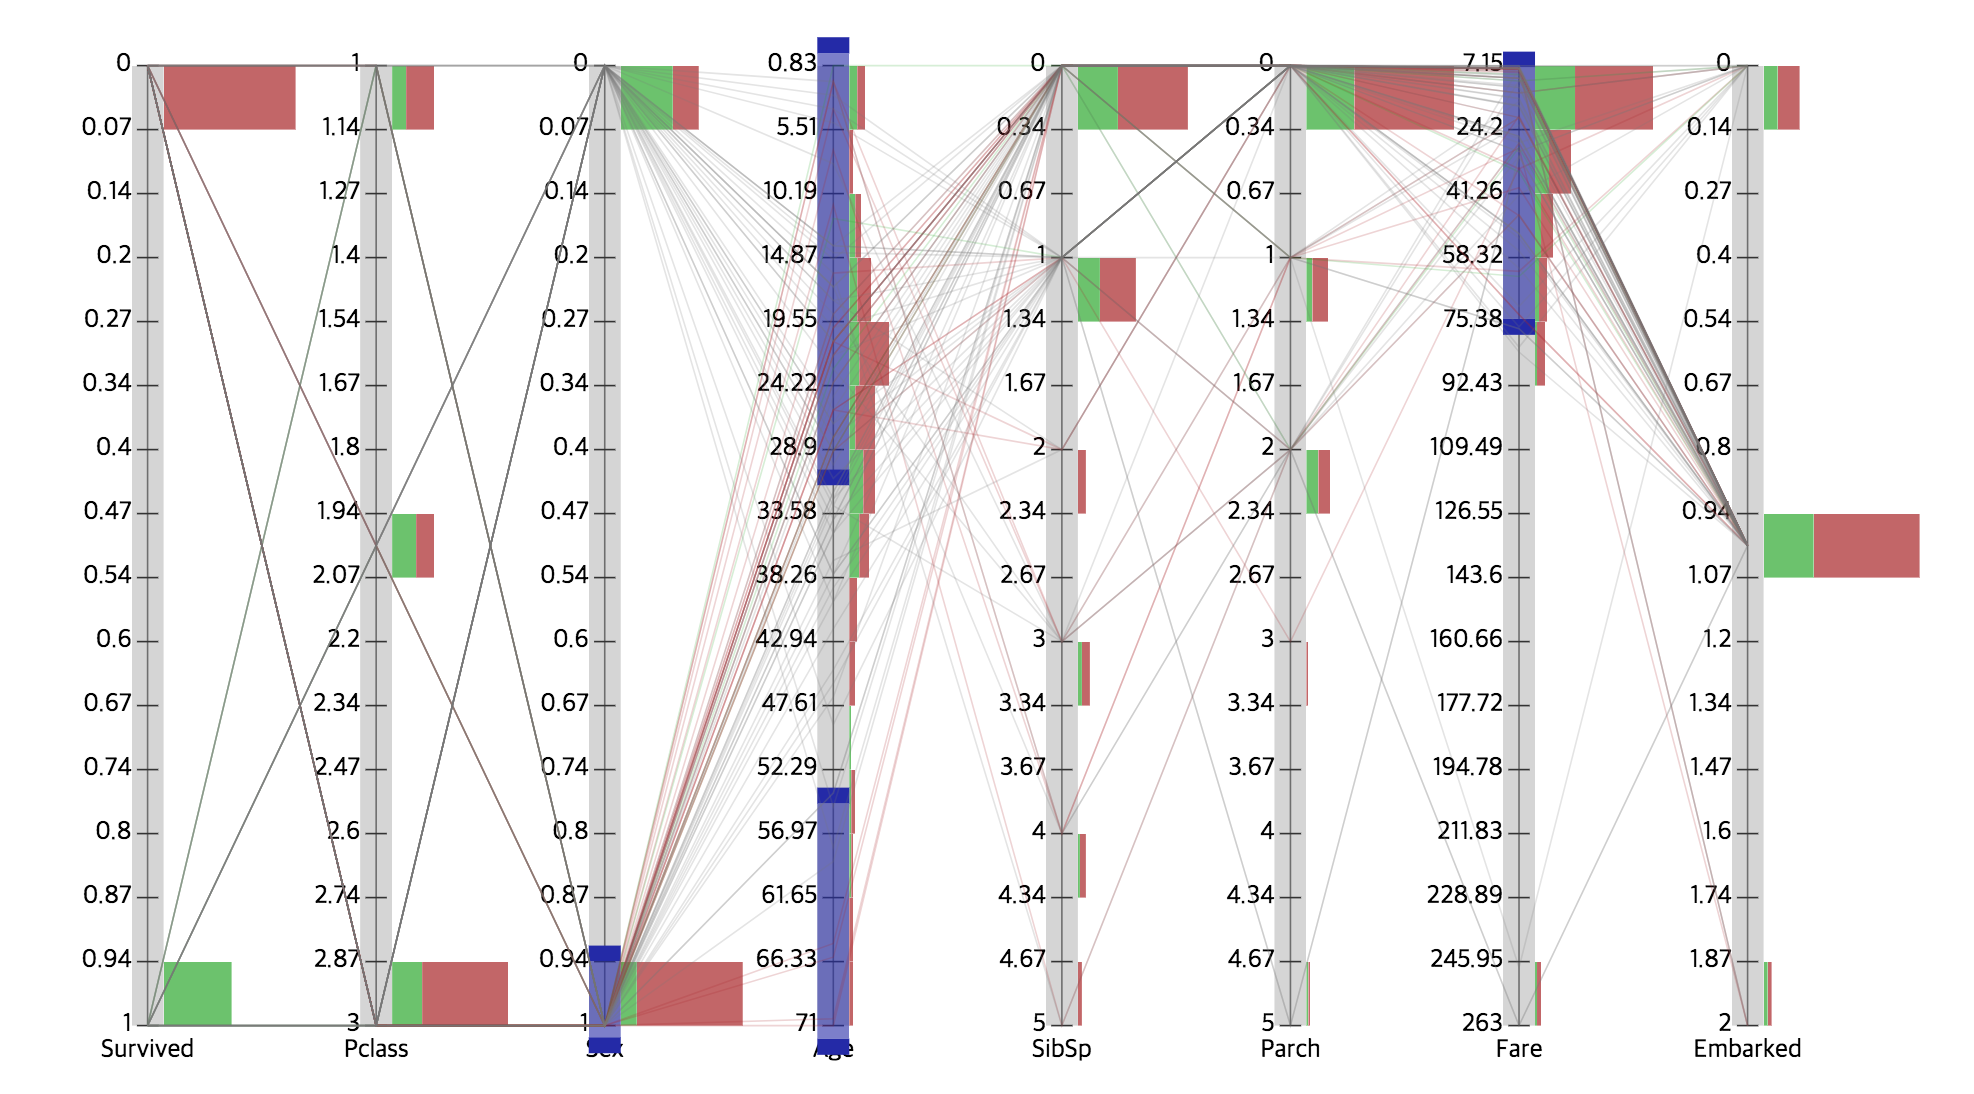 0 1 0 0.83 0 0 7.15 0
0.07 1.14 0.07 5.51 0.34 0.34 24.2 0.14
0.14 1.27 0.14 10.19 0.67 0.67 41.26 0.27
0.2 1.4 0.2 14.87 1 1 58.32 0.4
0.27 1.54 0.27 19.55 1.34 1.34 75.38 0.54
0.34 1.67 0.34 24.22 1.67 1.67 92.43 0.67
0.4 1.8 0.4 28.9 2 2 109.49 0.8
0.47 1.94 0.47 33.58 2.34 2.34 126.55 0.94
0.54 2.07 0.54 38.26 2.67 2.67 143.6 1.07
0.6 2.2 0.6 42.94 3 3 160.66 1.2
0.67 2.34 0.67 47.61 3.34 3.34 177.72 1.34
0.74 2.47 0.74 52.29 3.67 3.67 194.78 1.47
0.8 2.6 0.8 56.97 4 4 211.83 1.6
0.87 2.74 0.87 61.65 4.34 4.34 228.89 1.74
0.94 2.87 0.94 66.33 4.67 4.67 245.95 1.87
1 3 1 71 5 5 263 2
Survived Pclass Sex Age SibSp Parch Fare Embarked